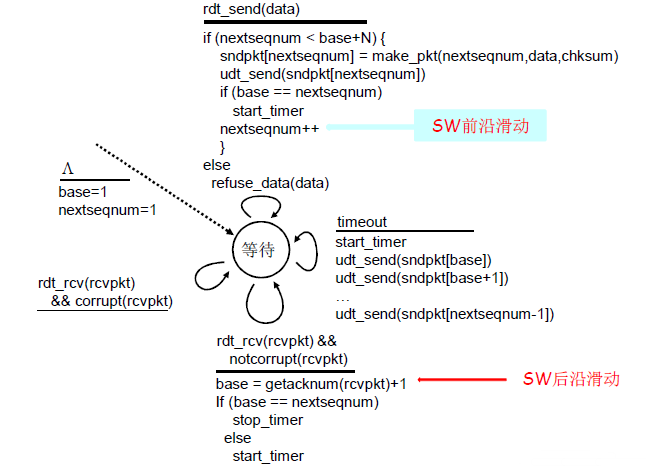 rdt_send(data)
if (nextseqnum < base+N) {
sndpkt[nextseqnum] = make_pkt(nextseqnum,data,chksum)
udt_send(sndpkt[nextseqnum])
if (base == nextseqnum)
start_timer
nextseqnum++
SW前沿滑动
}
else
refuse_data(data)
Λ
base=1
nextseqnum=1
等待
timeout
start_timer
udt_send(sndpkt[base])
udt_send(sndpkt[base+1])
…
udt_send(sndpkt[nextseqnum-1])
rdt_rcv(rcvpkt)
&& corrupt(rcvpkt)
rdt_rcv(rcvpkt) &&
notcorrupt(rcvpkt)
base = getacknum(rcvpkt)+1
SW后沿滑动
If (base == nextseqnum)
stop_timer
else
start_timer